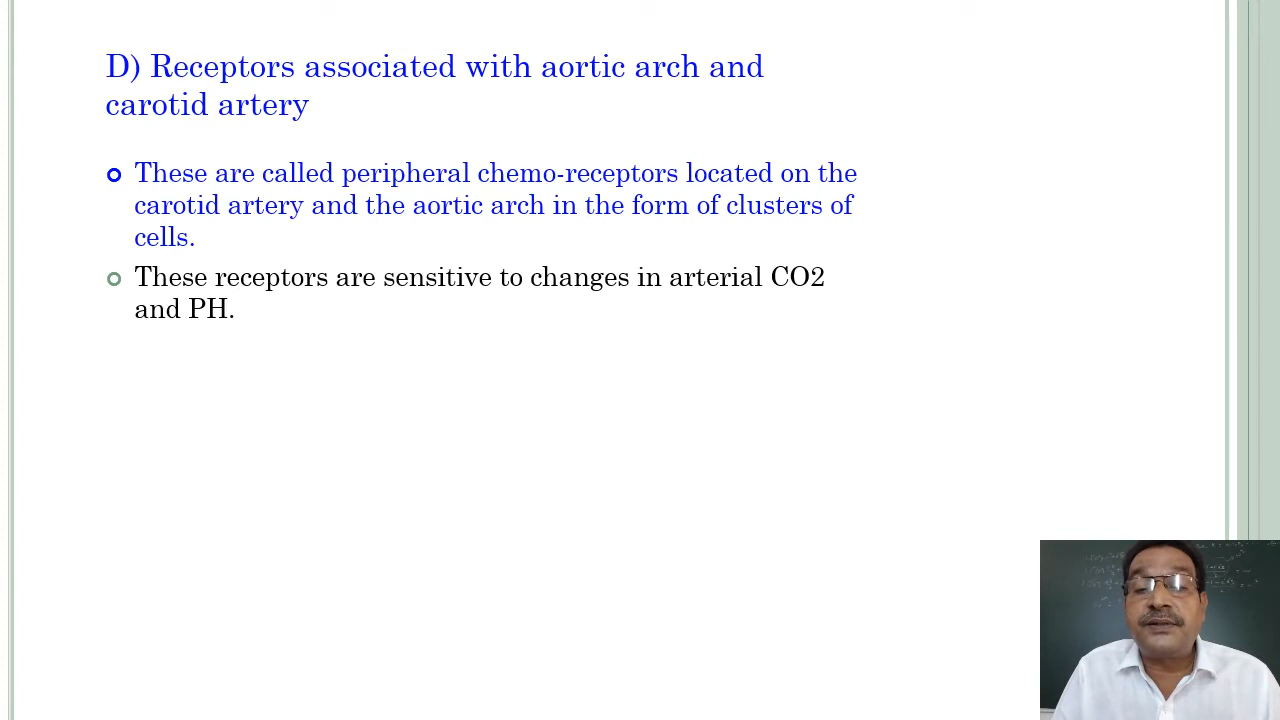 D) Receptors associated with aortic arch and
carotid artery
These are called peripheral chemo-receptors located on the
carotid artery and the aortic arch in the form of clusters of
cells.
These receptors are sensitive to changes in arterial CO2
and PH.